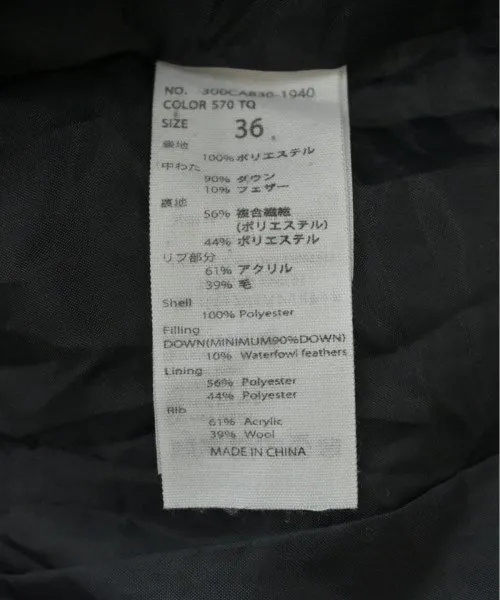 NO. 300CAB30-1940
COLOR 570 TQ
SIZE 36
表地
100% ポリエステル
中わた
90% ダウン
10% フェザー
裏地
56% 複合繊維
(ポリエステル)
44% ポリエステル
リブ部分
61% アクリル
39% 毛
Shell
100% Polyester
Filling
DOWN(MINIMUM90%DOWN)
10% Waterfowl feathers
Lining
56% Polyester
44% Polyester
Rib
61% Acrylic
39% Wool
MADE IN CHINA